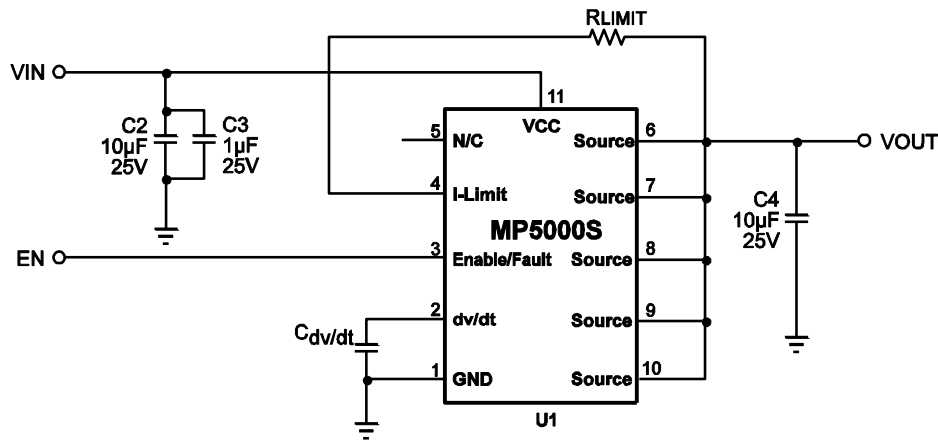 RLIMIT
VIN
11
VCC
C2
10µF
25V
C3
1µF
25V
5
N/C
Source
6
VOUT
4
I-Limit
Source
7
C4
10µF
25V
MP5000S
EN
3
Enable/Fault
Source
8
2
dv/dt
Source
9
Cdv/dt
1
GND
Source
10
U1